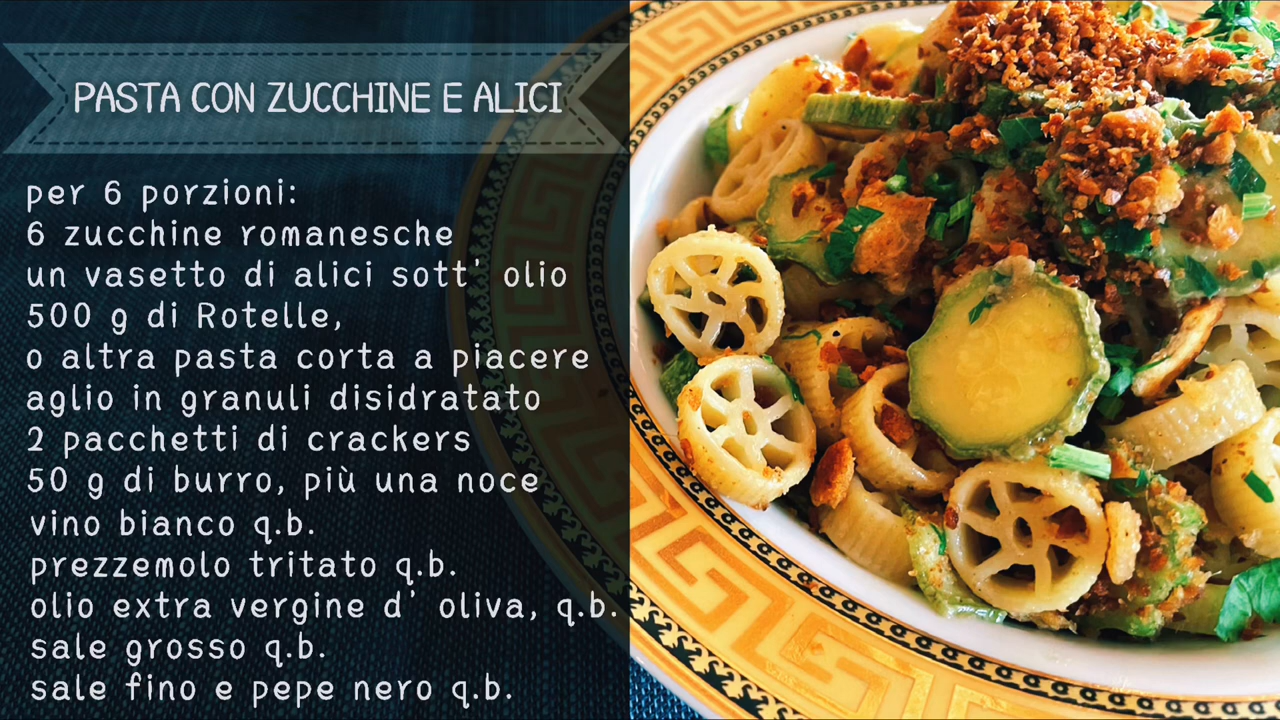 PASTA CON ZUCCHINE E ALICI
per 6 porzioni:
6 zucchine romanesche
un vasetto di alici sott' olio
500 g di Rotelle,
o altra pasta corta a piacere
aglio in granuli disidratato
2 pacchetti di crackers
50 g di burro, più una noce
vino bianco q.b.
prezzemolo tritato q.b.
olio extra vergine d' oliva, q.b.
sale grosso q.b.
sale fino e pepe nero q.b.